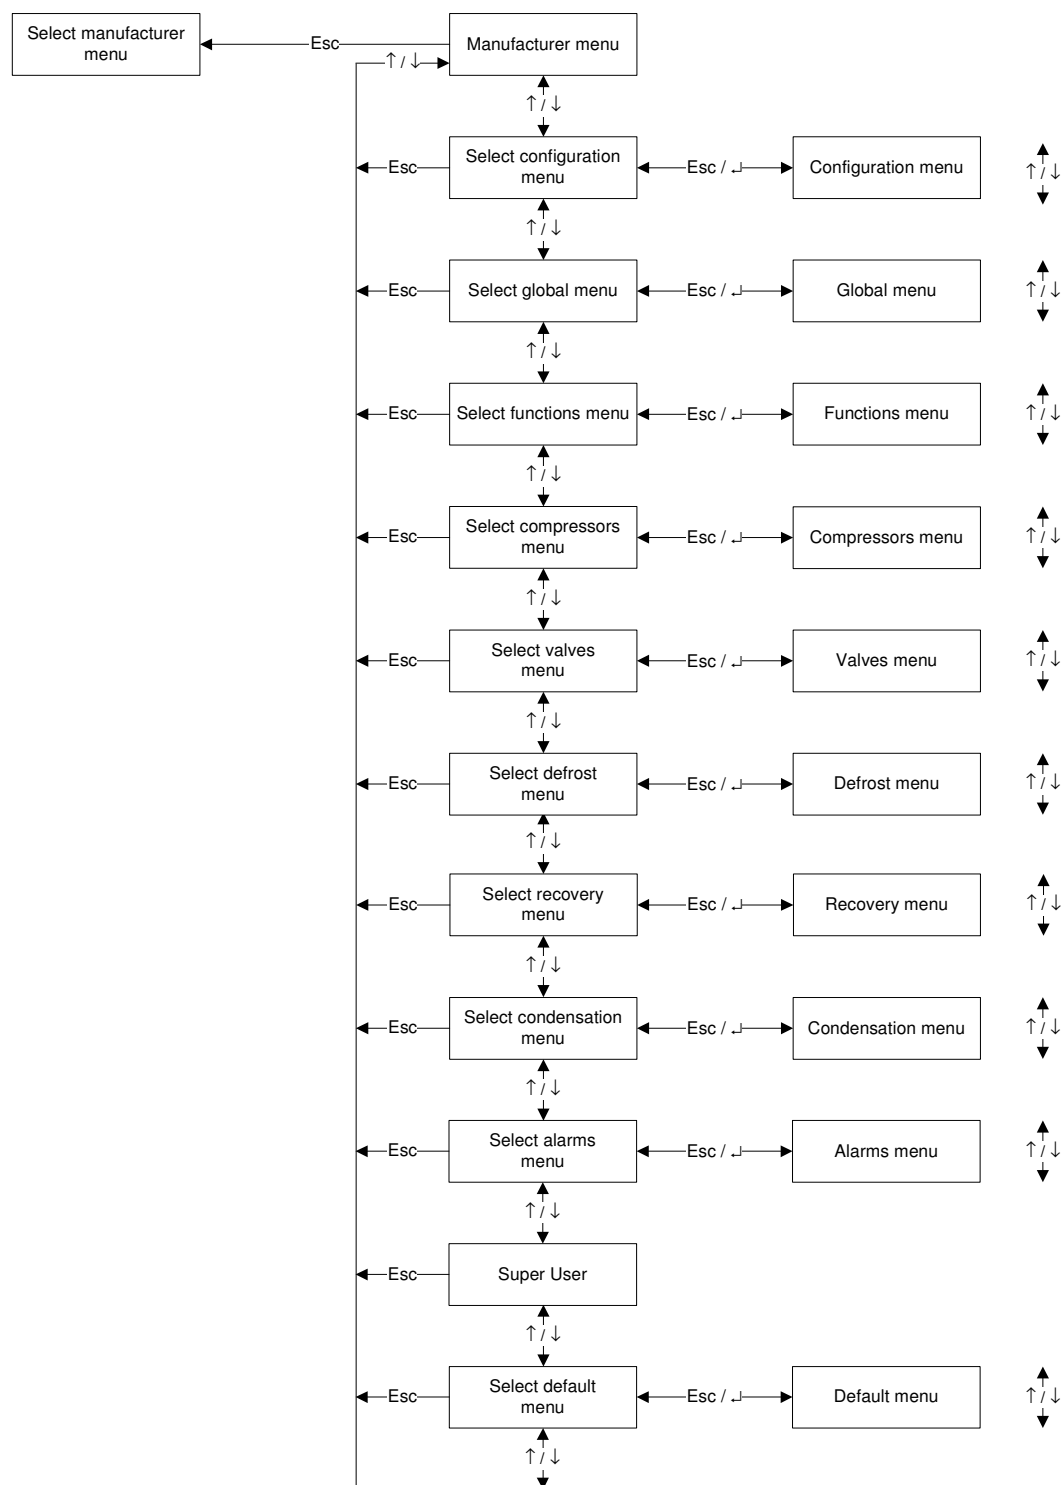 Select manufacturer
menu
Esc
Manufacturer menu
↑ / ↓
↑ / ↓
Esc
Select configuration
menu
Esc / ↵
Configuration menu
↑ / ↓
↑ / ↓
Esc
Select global menu
Esc / ↵
Global menu
↑ / ↓
↑ / ↓
Esc
Select functions menu
Esc / ↵
Functions menu
↑ / ↓
↑ / ↓
Esc
Select compressors
menu
Esc / ↵
Compressors menu
↑ / ↓
↑ / ↓
Esc
Select valves
menu
Esc / ↵
Valves menu
↑ / ↓
↑ / ↓
Esc
Select defrost
menu
Esc / ↵
Defrost menu
↑ / ↓
↑ / ↓
Esc
Select recovery
menu
Esc / ↵
Recovery menu
↑ / ↓
↑ / ↓
Esc
Select condensation
menu
Esc / ↵
Condensation menu
↑ / ↓
↑ / ↓
Esc
Select alarms
menu
Esc / ↵
Alarms menu
↑ / ↓
↑ / ↓
Esc
Super User
↑ / ↓
Esc
Select default
menu
Esc / ↵
Default menu
↑ / ↓
↑ / ↓